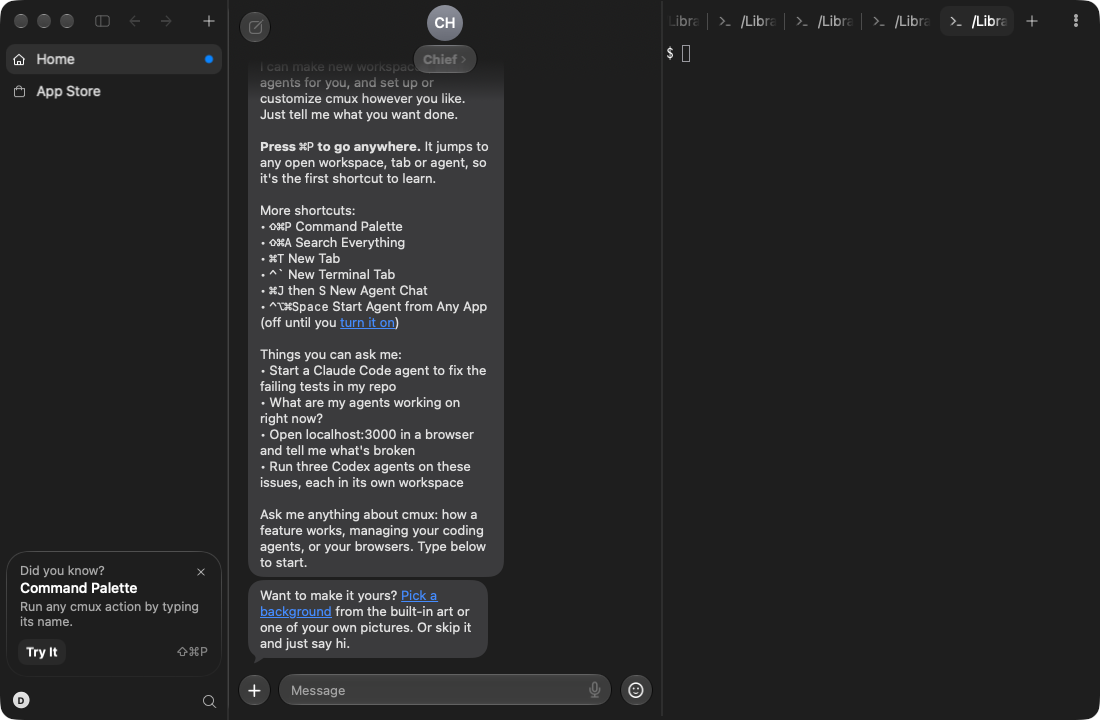 Home
App Store
Did you know?
Command Palette
Run any cmux action by typing
its name.
Try It
⇧⌘P
D
CH
Chief
I can make new
agents for you, and set up or
customize cmux however you like.
Just tell me what you want done.
Press ⌘P to go anywhere. It jumps to
any open workspace, tab or agent, so
it's the first shortcut to learn.
More shortcuts:
• ⇧⌘P Command Palette
• ⇧⌘A Search Everything
• ⌘T New Tab
• ^` New Terminal Tab
• ⌘J then S New Agent Chat
• ^⌥⌘Space Start Agent from Any App
(off until you turn it on)
Things you can ask me:
• Start a Claude Code agent to fix the
failing tests in my repo
• What are my agents working on
right now?
• Open localhost:3000 in a browser
and tell me what's broken
• Run three Codex agents on these
issues, each in its own workspace
Ask me anything about cmux: how a
feature works, managing your coding
agents, or your browsers. Type below
to start.
Want to make it yours? Pick a
background from the built-in art or
one of your own pictures. Or skip it
and just say hi.
Message
Libra /Libra /Libra /Libra /Libra
$